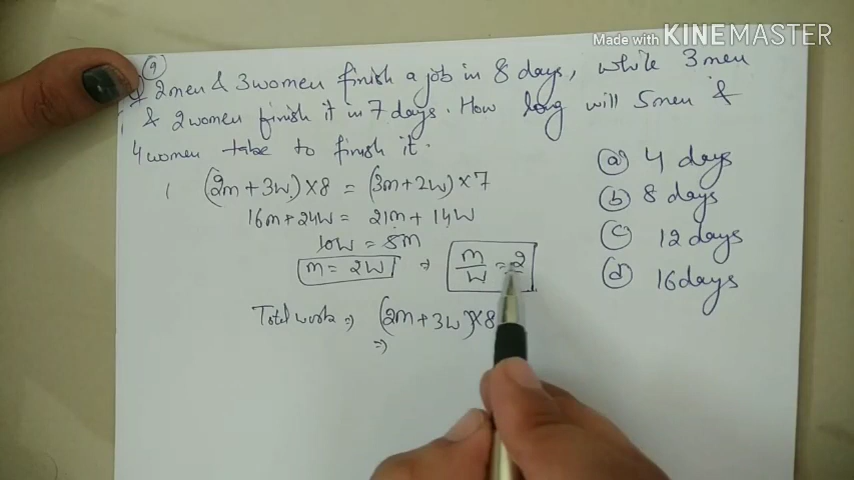 Made with KINEMASTER
9
If 2men & 3women finish a job in 8 days, while 3men
& 2women finish it in 7 days. How long will 5men &
4women take to finish it.
(a) 4 days
(b) 8 days
(c) 12 days
(d) 16days
(2m+3w)×8 = (3m+2w)×7
16m+24w = 21m+14w
10w = 5m
m = 2w ⇒ m/w = 2
Total work ⇒ (2m+3w)×8
⇒